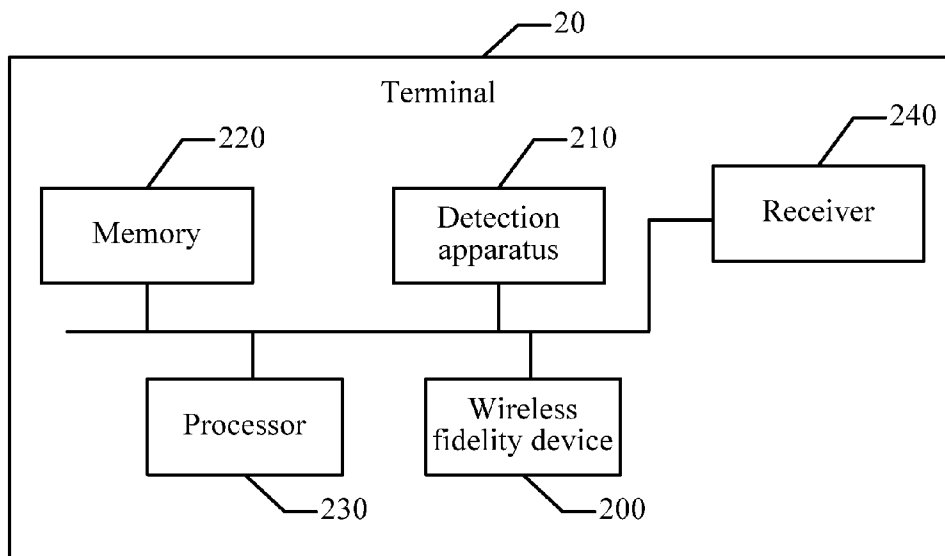 20
Terminal
220
210
240
Memory
Detection
apparatus
Receiver
Processor
Wireless
fidelity device
230
200